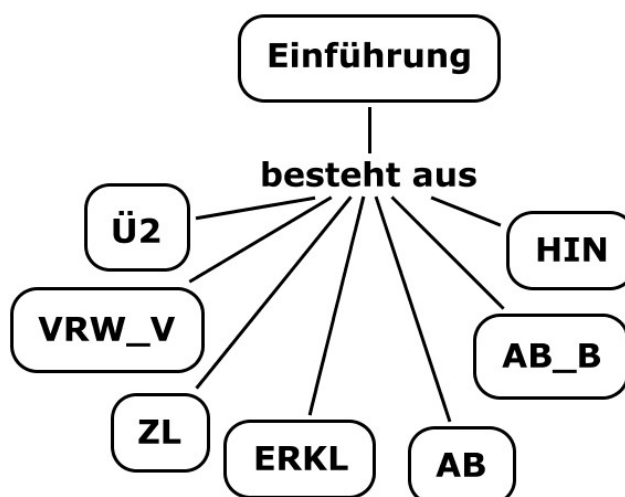 Einführung
besteht aus
Ü2
HIN
VRW_V
AB_B
ZL
ERKL
AB